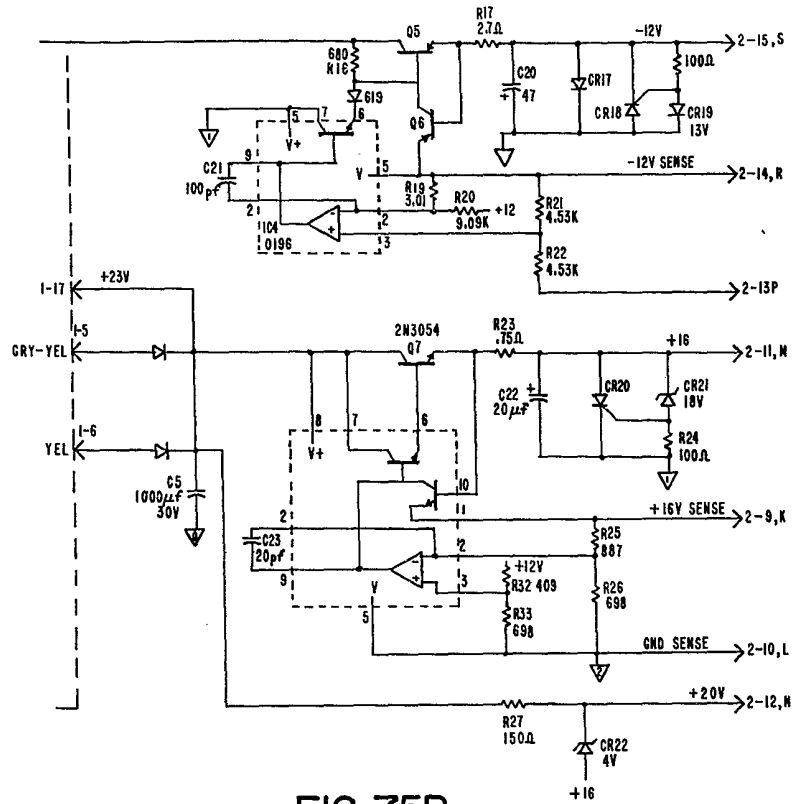 Q5
R17
2.7Ω
-12V
2-15,S
680
R16
100Ω
C20
+ 47
CR17
CR18
CR19
13V
619
Q6
1
5
7
6
V+
9
V
5
-12V SENSE
2-14,R
C21
100pf
R19
3.01
R20
9.09K
+12
R21
4.53K
2
-
2
+
3
IC4
0196
R22
4.53K
1-17
+23V
2-13P
1-5
GRY-YEL
2N3054
Q7
R23
.75Ω
+16
2-11,M
C22
20µf
+
CR20
CR21
18V
8
7
6
V+
R24
100Ω
1
1-6
YEL
10
1
C5
1000µf
30V
+16V SENSE
2-9,K
2
C23
20pf
2
R25
887
-
+
+12V
R32 409
9
3
R26
698
V
R33
698
5
GND SENSE
2-10,L
2
+20V
2-12,N
R27
150Ω
CR22
4V
+16